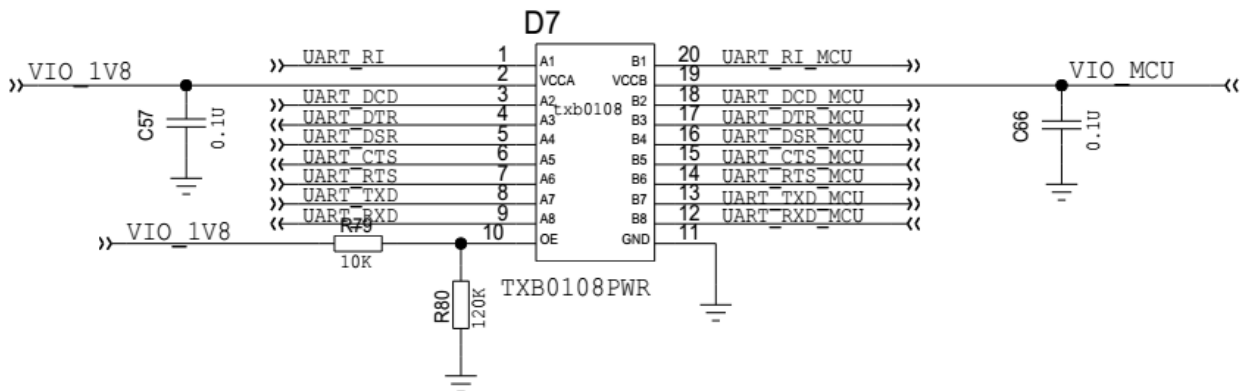 D7
UART_RI 1 A1 B1 20 UART_RI_MCU
VIO_1V8 2 VCCA VCCB 19 VIO_MCU
UART_DCD 3 A2 txb0108 B2 18 UART_DCD_MCU
UART_DTR 4 A3 B3 17 UART_DTR_MCU
UART_DSR 5 A4 B4 16 UART_DSR_MCU
UART_CTS 6 A5 B5 15 UART_CTS_MCU
UART_RTS 7 A6 B6 14 UART_RTS_MCU
UART_TXD 8 A7 B7 13 UART_TXD_MCU
UART_RXD 9 A8 B8 12 UART_RXD_MCU
VIO_1V8 R79 10 OE GND 11
10K
C57 0.1U
C66 0.1U
TXB0108PWR
R80 120K